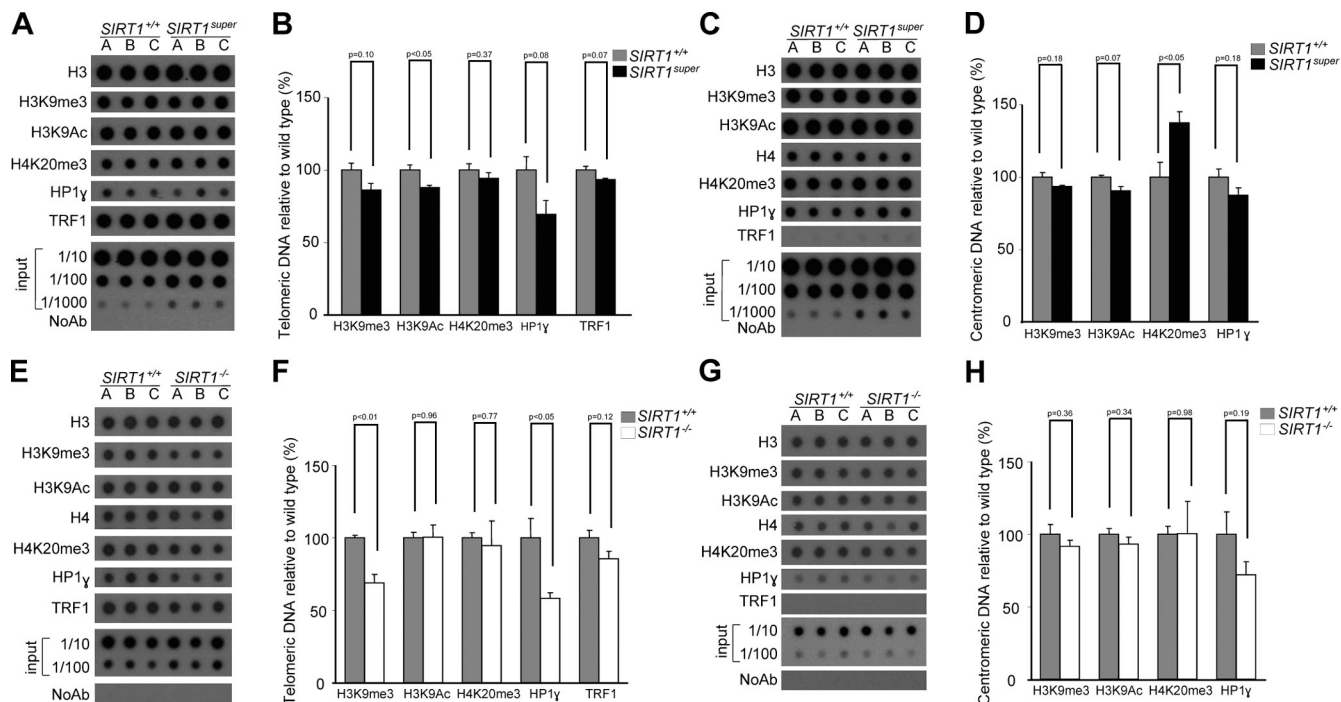 A
SIRT1+/+ SIRT1super
A B C A B C
H3
H3K9me3
H3K9Ac
H4K20me3
HP1ɣ
TRF1
input
1/10
1/100
1/1000
NoAb
B
Telomeric DNA relative to wild type (%)
p=0.10 p<0.05 p=0.37 p=0.08 p=0.07
SIRT1+/+
SIRT1super
150
100
50
0
H3K9me3 H3K9Ac H4K20me3 HP1ɣ TRF1
C
SIRT1+/+ SIRT1super
A B C A B C
H3
H3K9me3
H3K9Ac
H4
H4K20me3
HP1ɣ
TRF1
input
1/10
1/100
1/1000
NoAb
D
Centromeric DNA relative to wild type (%)
p=0.18 p=0.07 p<0.05 p=0.18
SIRT1+/+
SIRT1super
150
100
50
0
H3K9me3 H3K9Ac H4K20me3 HP1ɣ
E
SIRT1+/+ SIRT1-/-
A B C A B C
H3
H3K9me3
H3K9Ac
H4
H4K20me3
HP1ɣ
TRF1
input
1/10
1/100
NoAb
F
Telomeric DNA relative to wild type (%)
p<0.01 p=0.96 p=0.77 p<0.05 p=0.12
SIRT1+/+
SIRT1-/-
150
100
50
0
H3K9me3 H3K9Ac H4K20me3 HP1ɣ TRF1
G
SIRT1+/+ SIRT1-/-
A B C A B C
H3
H3K9me3
H3K9Ac
H4
H4K20me3
HP1ɣ
TRF1
input
1/10
1/100
NoAb
H
Centromeric DNA relative to wild type (%)
p=0.36 p=0.34 p=0.98 p=0.19
SIRT1+/+
SIRT1-/-
150
100
50
0
H3K9me3 H3K9Ac H4K20me3 HP1ɣ